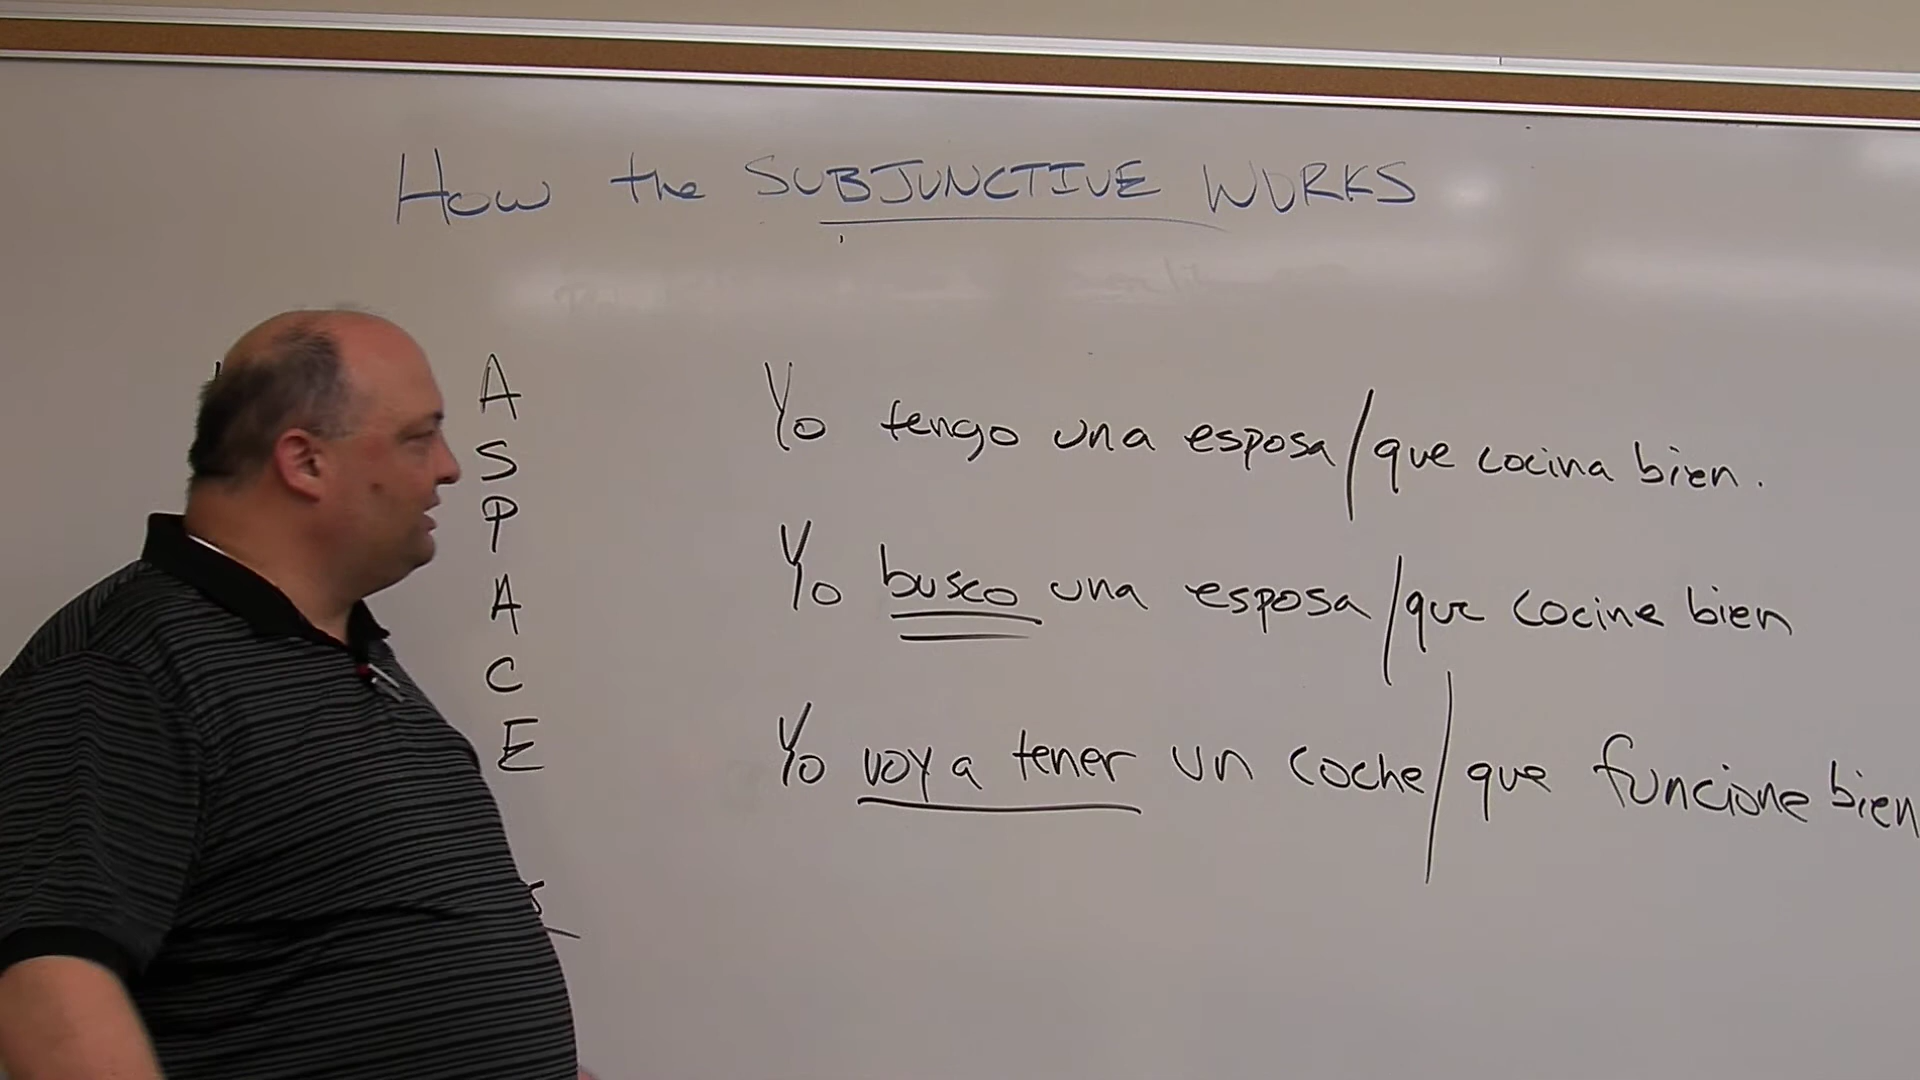 How the SUBJUNCTIVE WORKS
A
S
P
A
C
E
Yo tengo una esposa / que cocina bien.
Yo busco una esposa / que cocine bien
Yo voy a tener un coche / que funcione bien